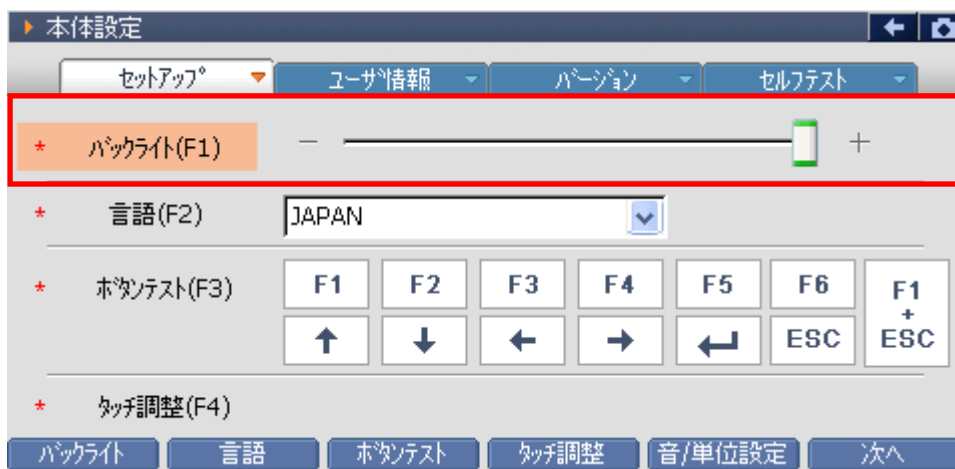 本体設定
ｾｯﾄｱｯﾌﾟ ﾕｰｻﾞ情報 ﾊﾞｰｼﾞｮﾝ ｾﾙﾌﾃｽﾄ
* ﾊﾞｯｸﾗｲﾄ(F1) － ＋
* 言語(F2) JAPAN
* ﾎﾞﾀﾝﾃｽﾄ(F3) F1 F2 F3 F4 F5 F6 F1 + ESC
↑ ↓ ← → ↵ ESC
* ﾀｯﾁ調整(F4)
ﾊﾞｯｸﾗｲﾄ 言語 ﾎﾞﾀﾝﾃｽﾄ ﾀｯﾁ調整 音/単位設定 次へ